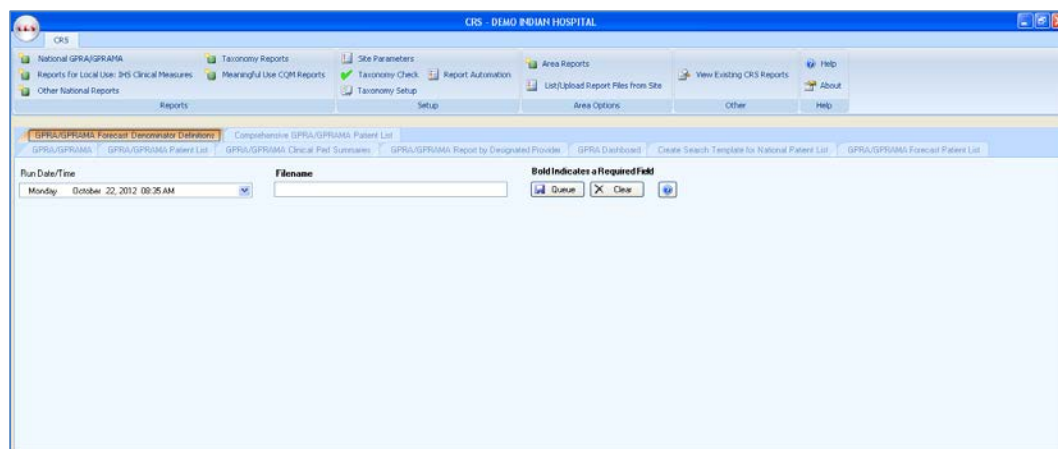 CRS - DEMO INDIAN HOSPITAL
CRS
National GPRA/GPRAMA
Reports for Local Use: IHS Clinical Measures
Other National Reports
Taxonomy Reports
Meaningful Use CQM Reports
Reports
Site Parameters
Taxonomy Check
Report Automation
Taxonomy Setup
Setup
Area Reports
List/Upload Report Files from Site
Area Options
View Existing CRS Reports
Other
Help
About
Help
GPRA/GPRAMA Forecast Denominator Definitions
Comprehensive GPRA/GPRAMA Patient List
GPRA/GPRAMA
GPRA/GPRAMA Patient List
GPRA/GPRAMA Clinical Ped Summaries
GPRA/GPRAMA Report by Designated Provider
GPRA Dashboard
Create Search Template for National Patient List
GPRA/GPRAMA Forecast Patient List
Run Date/Time
Filename
Bold Indicates a Required Field
Monday October 22, 2012 08:35 AM
Queue
Clear